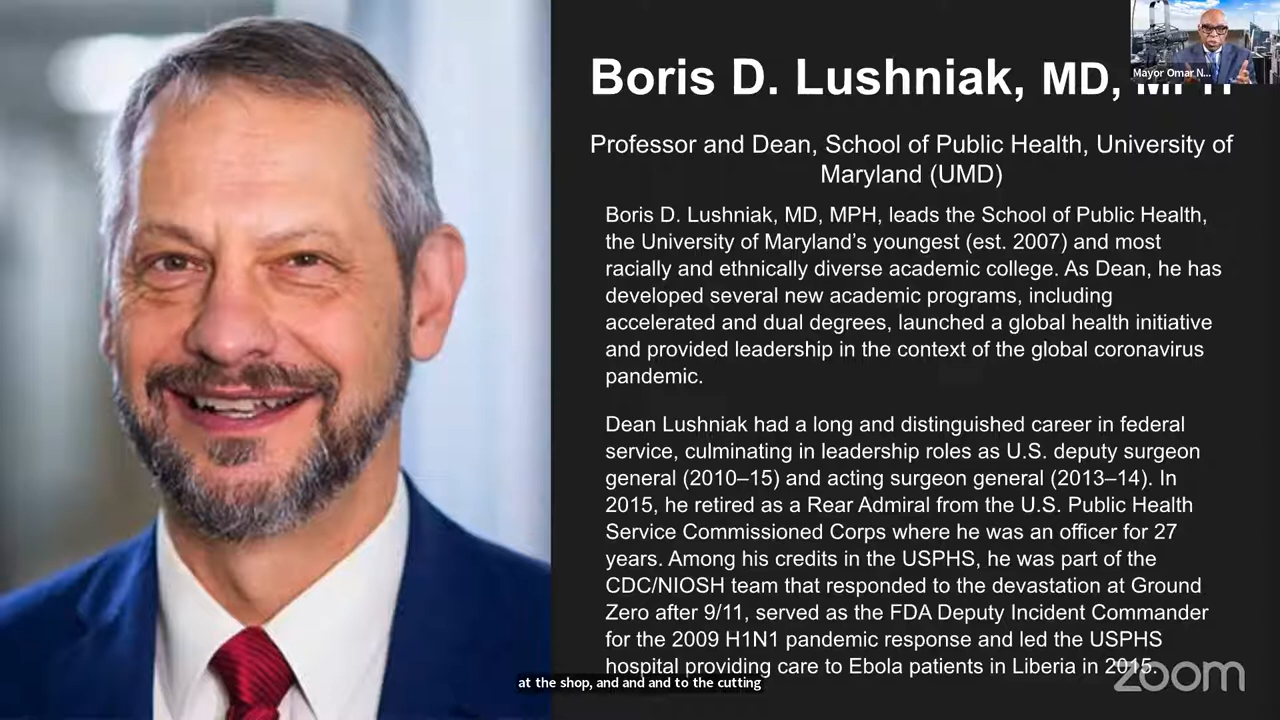 Boris D. Lushniak, MD,
Mayor Omar N...
Professor and Dean, School of Public Health, University of
Maryland (UMD)
Boris D. Lushniak, MD, MPH, leads the School of Public Health,
the University of Maryland's youngest (est. 2007) and most
racially and ethnically diverse academic college. As Dean, he has
developed several new academic programs, including
accelerated and dual degrees, launched a global health initiative
and provided leadership in the context of the global coronavirus
pandemic.
Dean Lushniak had a long and distinguished career in federal
service, culminating in leadership roles as U.S. deputy surgeon
general (2010–15) and acting surgeon general (2013–14). In
2015, he retired as a Rear Admiral from the U.S. Public Health
Service Commissioned Corps where he was an officer for 27
years. Among his credits in the USPHS, he was part of the
CDC/NIOSH team that responded to the devastation at Ground
Zero after 9/11, served as the FDA Deputy Incident Commander
for the 2009 H1N1 pandemic response and led the USPHS
hospital providing care to Ebola patients in Liberia in 2015.
at the shop, and and and to the cutting
zoom